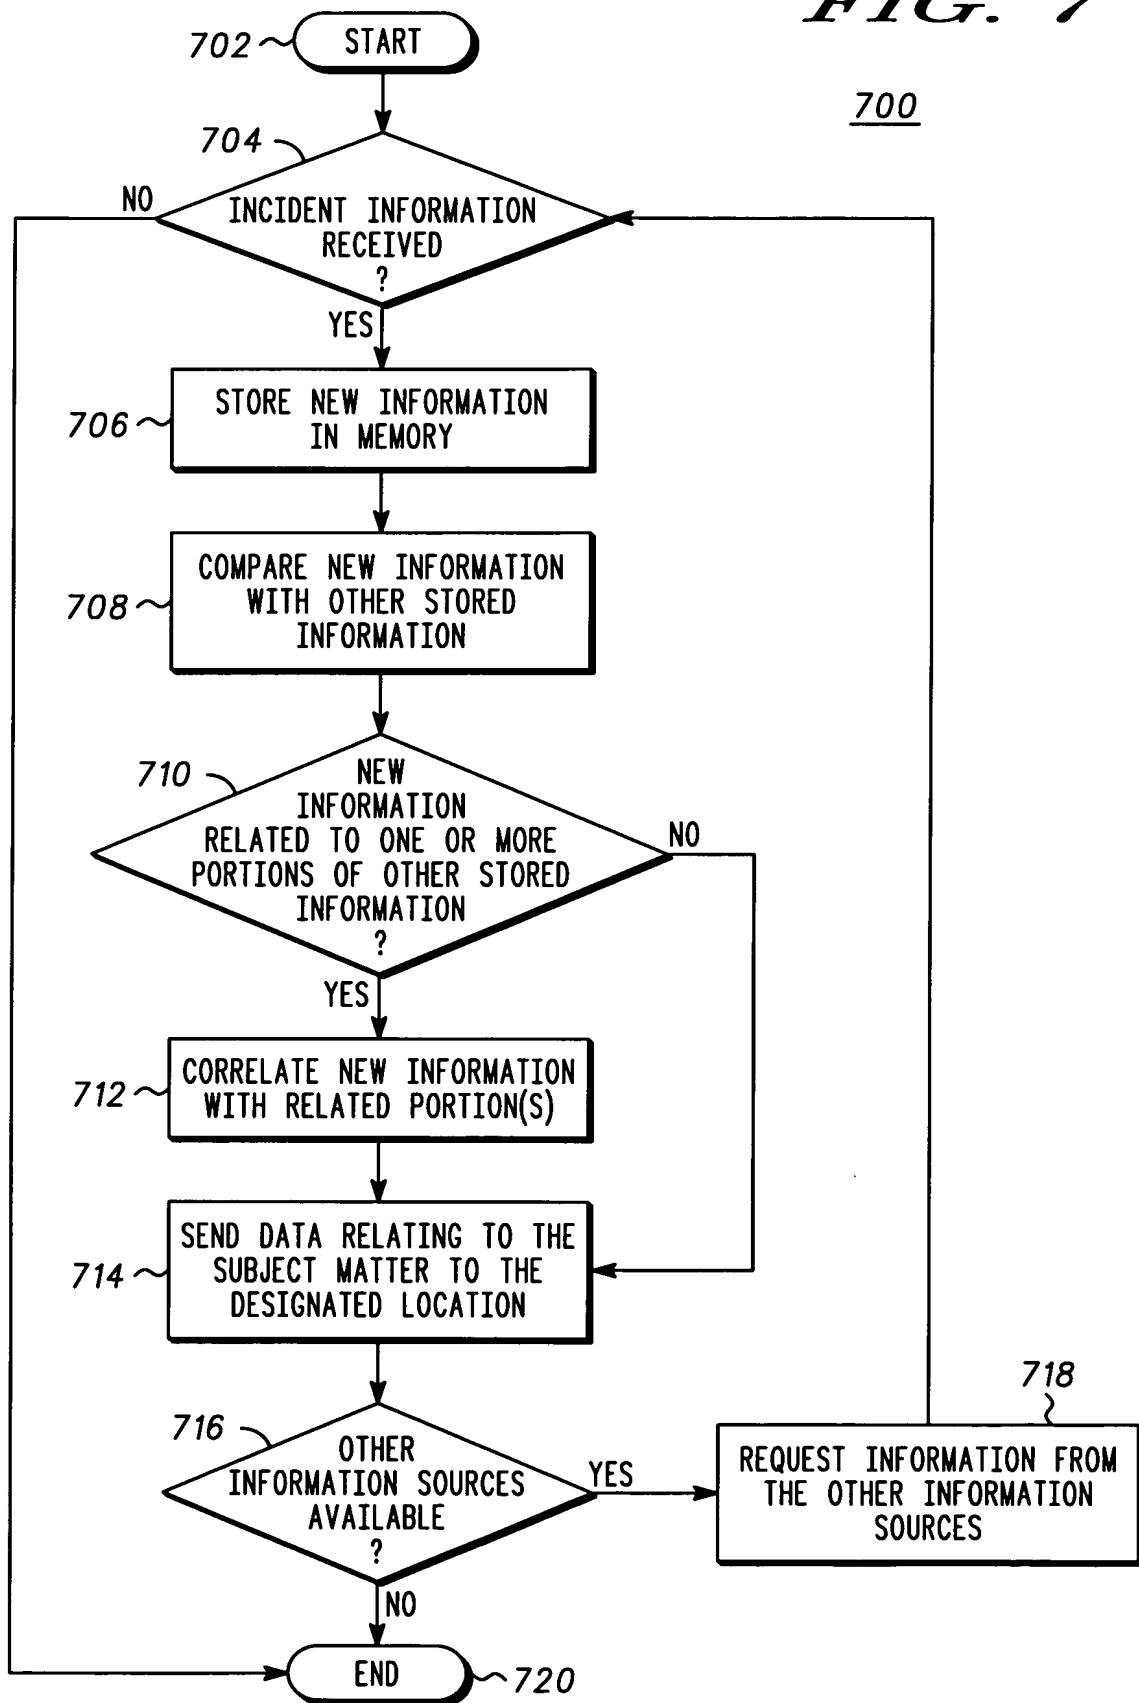 FIG. 7
700
702
START
704
NO
INCIDENT INFORMATION
RECEIVED
?
YES
706
STORE NEW INFORMATION
IN MEMORY
708
COMPARE NEW INFORMATION
WITH OTHER STORED
INFORMATION
710
NEW
INFORMATION
RELATED TO ONE OR MORE
PORTIONS OF OTHER STORED
INFORMATION
?
NO
YES
712
CORRELATE NEW INFORMATION
WITH RELATED PORTION(S)
714
SEND DATA RELATING TO THE
SUBJECT MATTER TO THE
DESIGNATED LOCATION
716
OTHER
INFORMATION SOURCES
AVAILABLE
?
YES
718
REQUEST INFORMATION FROM
THE OTHER INFORMATION
SOURCES
NO
END
720